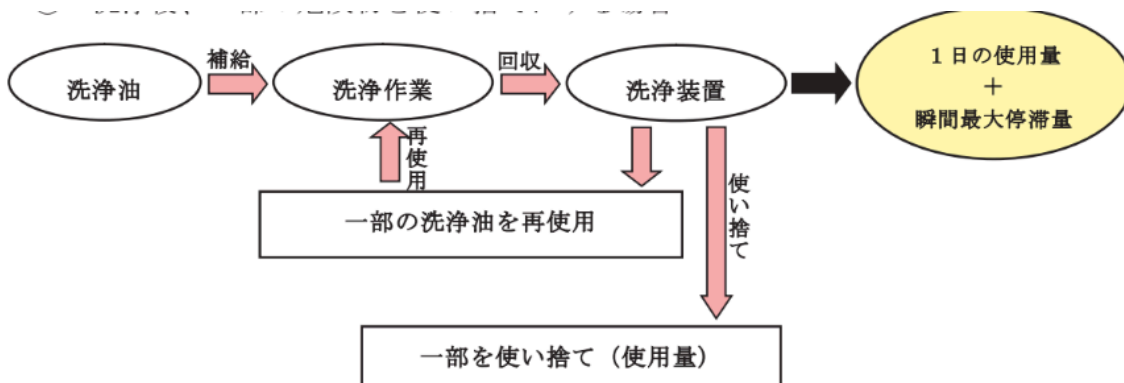 補給
回収
洗浄油
洗浄作業
洗浄装置
1日の使用量
+
瞬間最大停滞量
再使用
使い捨て
一部の洗浄油を再使用
一部を使い捨て（使用量）